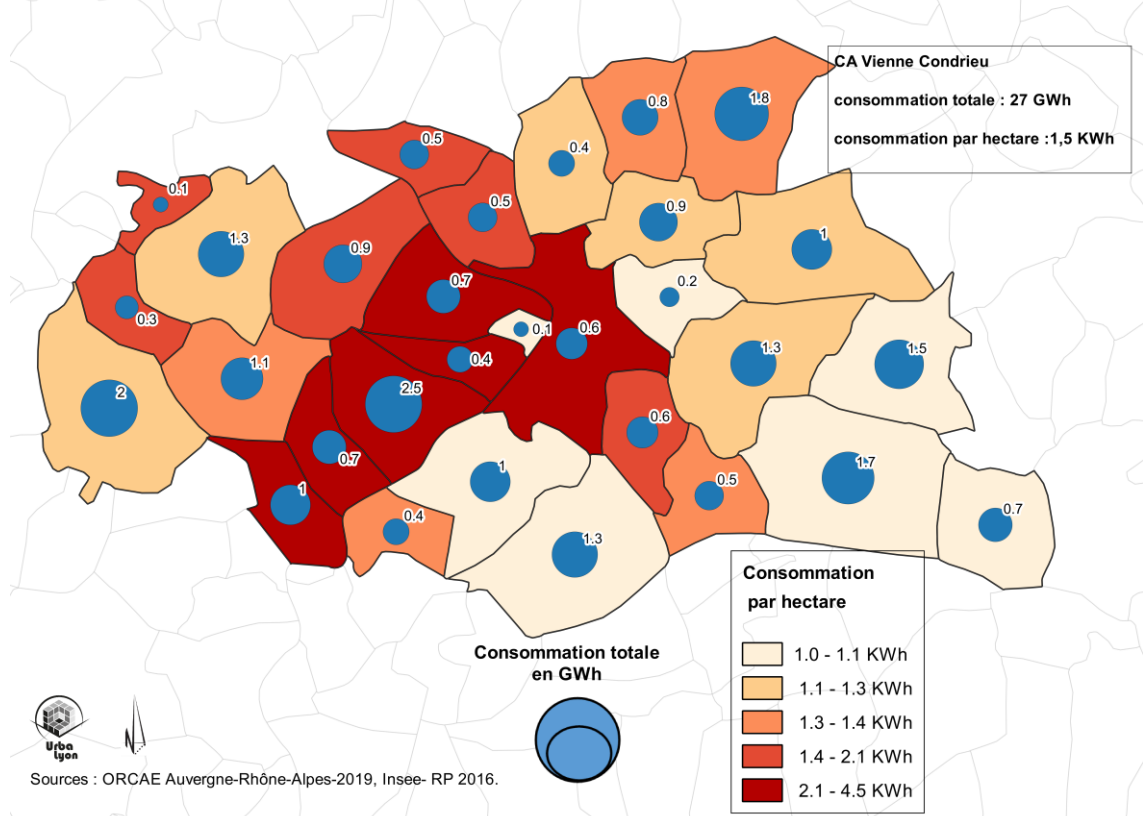 CA Vienne Condrieu
consommation totale : 27 GWh
consommation par hectare :1,5 KWh
1.8
0.8
0.5
0.4
0.1
0.5
0.9
1.3
0.9
1
0.7
0.2
0.3
0.1
0.6
1.3
1.5
0.4
1.1
2.5
2
0.6
0.7
1
1.7
0.5
1
0.4
0.7
1.3
Consommation
par hectare
1.0 - 1.1 KWh
1.1 - 1.3 KWh
1.3 - 1.4 KWh
1.4 - 2.1 KWh
2.1 - 4.5 KWh
Consommation totale
en GWh
Urba
Lyon
N
Sources : ORCAE Auvergne-Rhône-Alpes-2019, Insee- RP 2016.